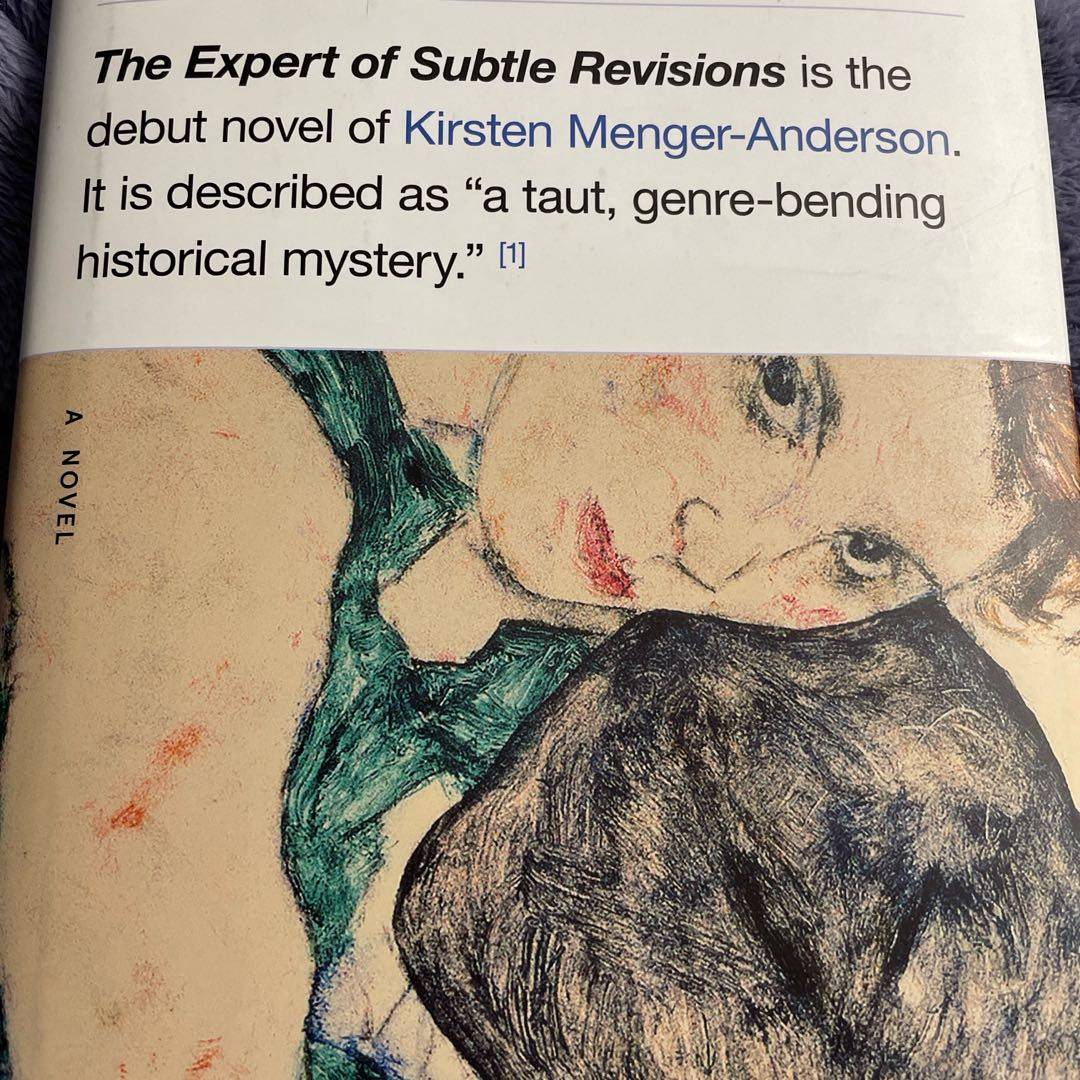 The Expert of Subtle Revisions is the
debut novel of Kirsten Menger-Anderson.
It is described as “a taut, genre-bending
historical mystery.” [1]
A NOVEL